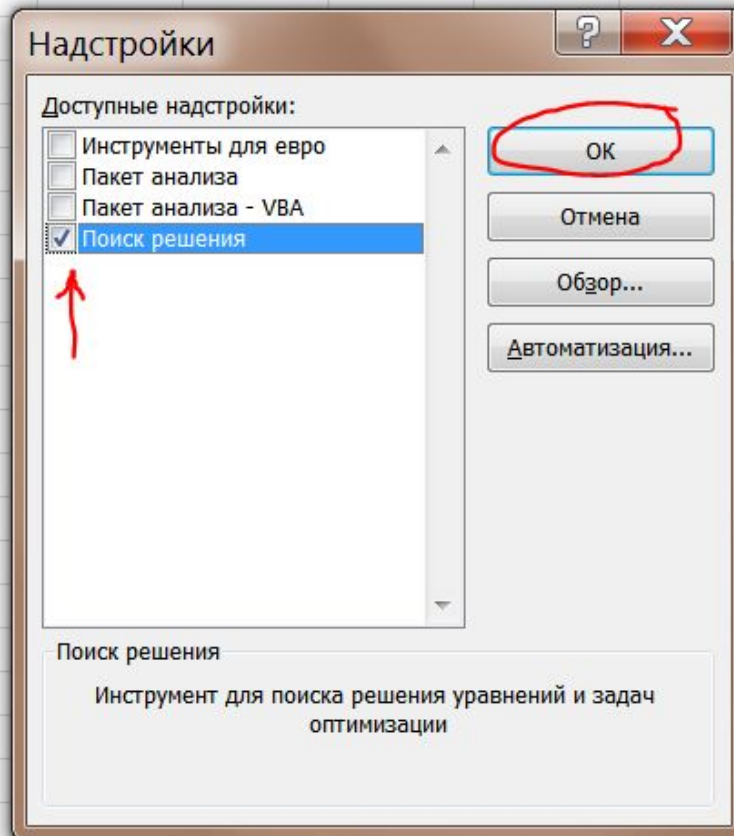 Надстройки
Доступные надстройки:
Инструменты для евро
Пакет анализа
Пакет анализа - VBA
Поиск решения
ОК
Отмена
Обзор...
Автоматизация...
Поиск решения
Инструмент для поиска решения уравнений и задач
оптимизации